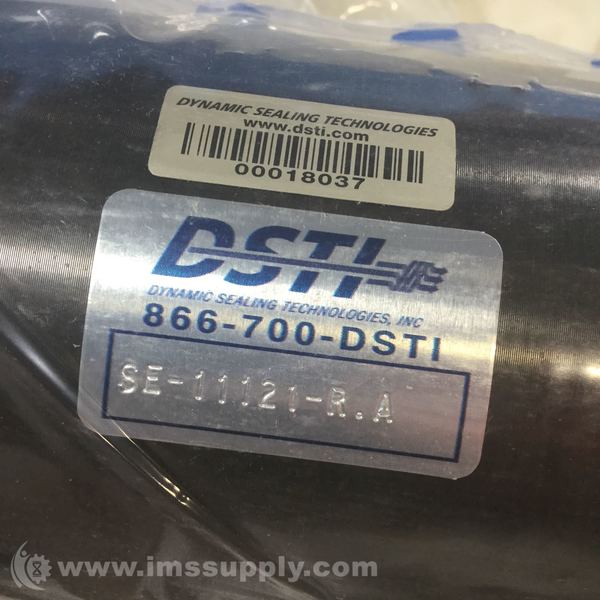 DYNAMIC SEALING TECHNOLOGIES
www.dsti.com
00018037
DSTI
DYNAMIC SEALING TECHNOLOGIES, INC
866-700-DSTI
SE-11121-R.A
www.imssupply.com